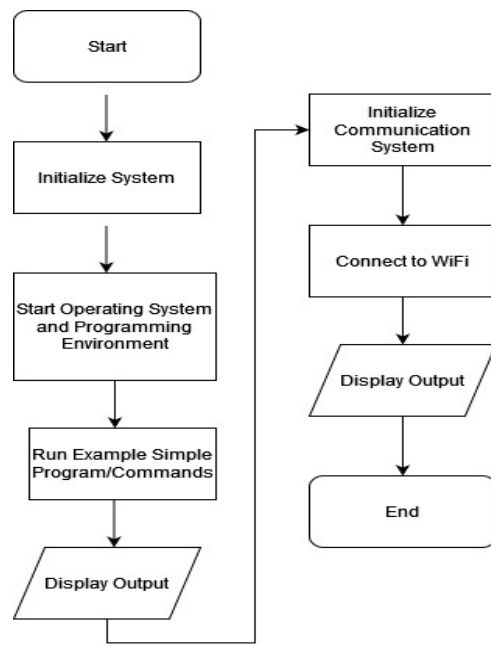 Start
Initialize System
Start Operating System
and Programming
Environment
Run Example Simple
Program/Commands
Display Output
Initialize
Communication
System
Connect to WiFi
Display Output
End